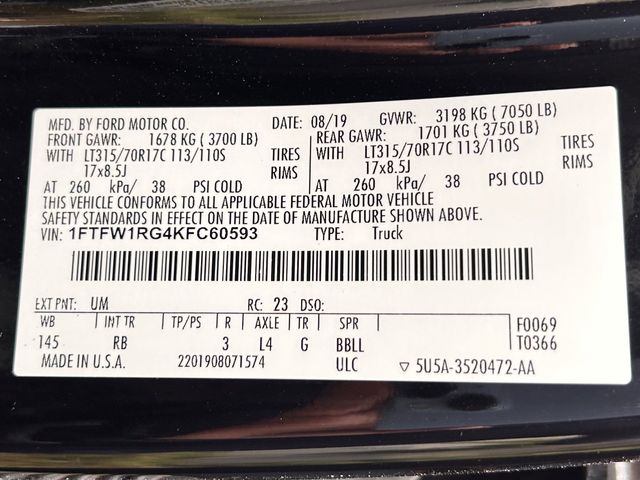 MFD. BY FORD MOTOR CO. DATE: 08/19 GVWR: 3198 KG (7050 LB)
FRONT GAWR: 1678 KG (3700 LB) REAR GAWR: 1701 KG (3750 LB)
WITH LT315/70R17C 113/110S TIRES WITH LT315/70R17C 113/110S TIRES
17x8.5J RIMS 17x8.5J RIMS
AT 260 kPa/ 38 PSI COLD AT 260 kPa/ 38 PSI COLD
THIS VEHICLE CONFORMS TO ALL APPLICABLE FEDERAL MOTOR VEHICLE
SAFETY STANDARDS IN EFFECT ON THE DATE OF MANUFACTURE SHOWN ABOVE.
VIN: 1FTFW1RG4KFC60593 TYPE: Truck
EXT PNT: UM RC: 23 DSO:
WB INT TR TP/PS R AXLE TR SPR F0069
145 RB 3 L4 G BBLL T0366
MADE IN U.S.A. 2201908071574 ULC ▽ 5U5A-3520472-AA